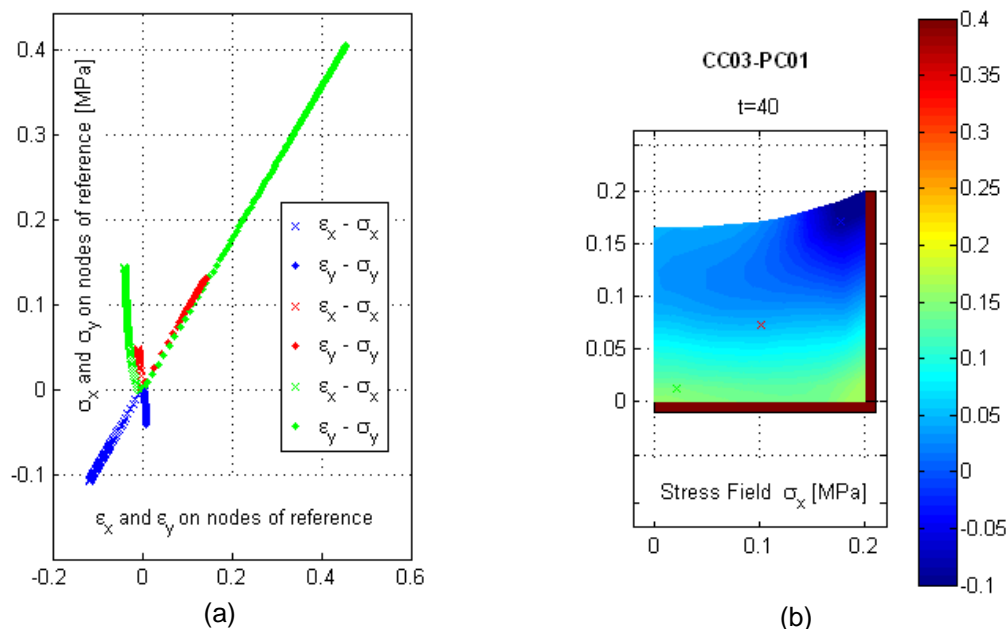 0.4
0.3
0.2
0.1
0
-0.1
σx and σy on nodes of reference [MPa]
× εx - σx
♦ εy - σy
× εx - σx
♦ εy - σy
× εx - σx
♦ εy - σy
εx and εy on nodes of reference
-0.2 0 0.2 0.4 0.6
(a)
CC03-PC01
t=40
0.2
0.15
0.1
0.05
0
Stress Field σx [MPa]
0 0.1 0.2
(b)
0.4
0.35
0.3
0.25
0.2
0.15
0.1
0.05
0
-0.05
-0.1